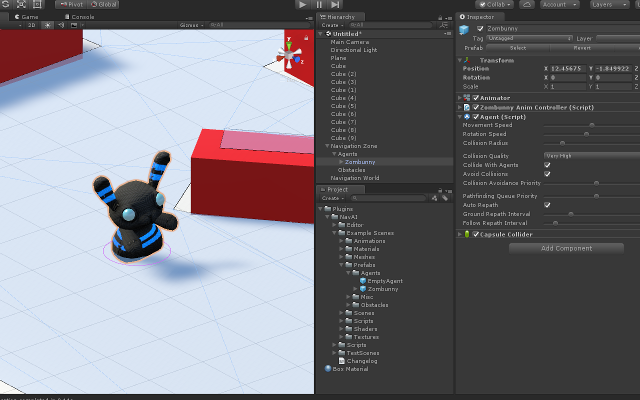 Pivot Global
Collab Account Layers
Game Console
2D Gizmos All
Hierarchy
Create All
Untitled*
Main Camera
Directional Light
Plane
Cube
Cube (2)
Cube (3)
Cube (1)
Cube (4)
Cube (5)
Cube (6)
Cube (7)
Cube (8)
Cube (9)
Navigation Zone
Agents
Zombunny
Obstacles
Navigation World
Project
Create
Plugins
NavAI
Editor
Example Scenes
Animations
Materials
Meshes
Prefabs
Agents
EmptyAgent
Zombunny
Misc
Obstacles
Scenes
Scripts
Shaders
Textures
Scripts
TestScenes
Changelog
Box Material
Inspector
Zombunny
Tag Untagged Layer
Prefab Select Revert
Transform
Position X 12.45675 Y -1.849922 Z
Rotation X 0 Y 0 Z
Scale X 1 Y 1 Z
Animator
Zombunny Anim Controller (Script)
Agent (Script)
Movement Speed
Rotation Speed
Collision Radius
Collision Quality Very High
Collide With Agents
Avoid Collisions
Collision Avoidance Priority
Pathfinding Queue Priority
Auto Repath
Ground Repath Interval
Follow Repath Interval
Capsule Collider
Add Component